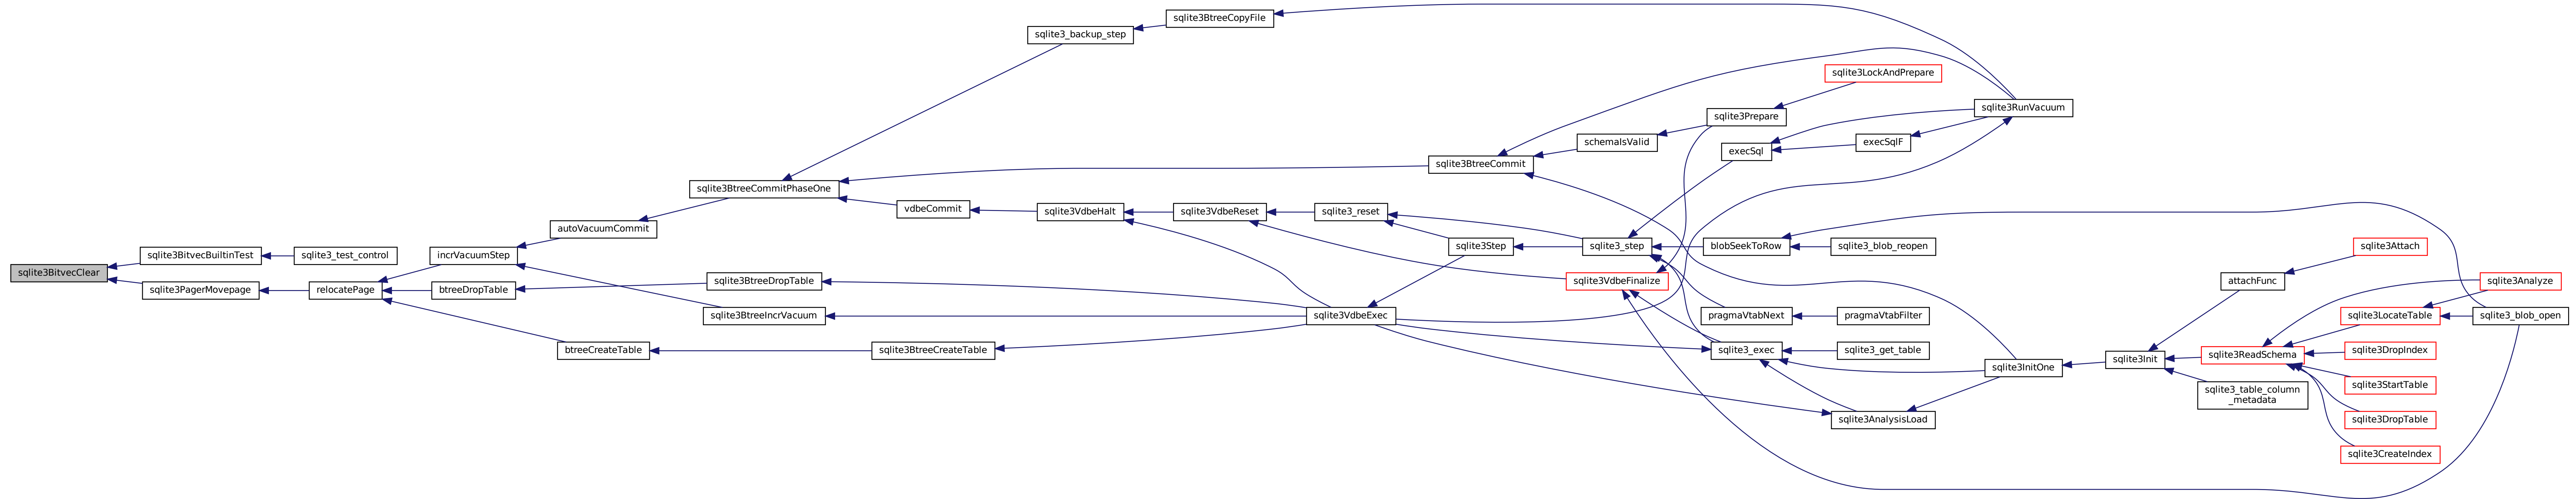 sqlite3BitvecClear
sqlite3BitvecBuiltinTest
sqlite3_test_control
sqlite3PagerMovepage
relocatePage
incrVacuumStep
btreeDropTable
btreeCreateTable
autoVacuumCommit
sqlite3BtreeIncrVacuum
sqlite3BtreeDropTable
sqlite3BtreeCreateTable
sqlite3BtreeCommitPhaseOne
sqlite3_backup_step
sqlite3BtreeCopyFile
vdbeCommit
sqlite3VdbeHalt
sqlite3VdbeReset
sqlite3_reset
sqlite3VdbeExec
sqlite3BtreeCommit
sqlite3Step
schemaIsValid
sqlite3_step
sqlite3VdbeFinalize
sqlite3LockAndPrepare
sqlite3Prepare
execSql
execSqlF
sqlite3RunVacuum
blobSeekToRow
sqlite3_blob_reopen
pragmaVtabNext
pragmaVtabFilter
sqlite3_exec
sqlite3_get_table
sqlite3AnalysisLoad
sqlite3InitOne
sqlite3Init
attachFunc
sqlite3Attach
sqlite3ReadSchema
sqlite3_table_column
_metadata
sqlite3Analyze
sqlite3LocateTable
sqlite3_blob_open
sqlite3DropIndex
sqlite3StartTable
sqlite3DropTable
sqlite3CreateIndex